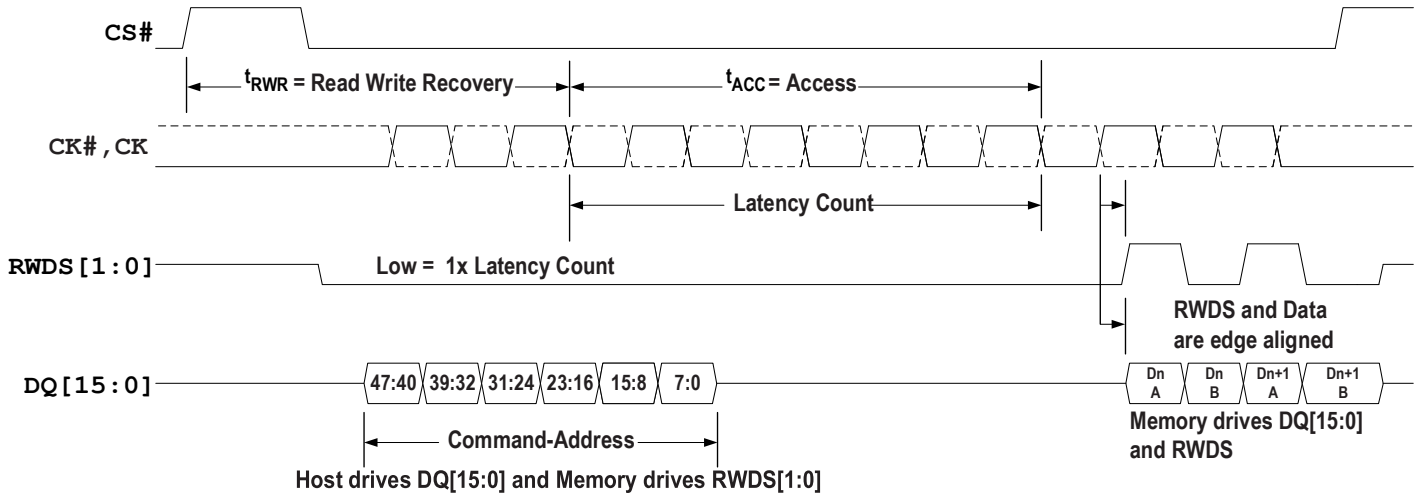 CS#
tRWR = Read Write Recovery
tACC = Access
CK#,CK
Latency Count
RWDS[1:0]
Low = 1x Latency Count
RWDS and Data
are edge aligned
DQ[15:0]
47:40 39:32 31:24 23:16 15:8 7:0
Dn A
Dn B
Dn+1 A
Dn+1 B
Command-Address
Memory drives DQ[15:0]
and RWDS
Host drives DQ[15:0] and Memory drives RWDS[1:0]